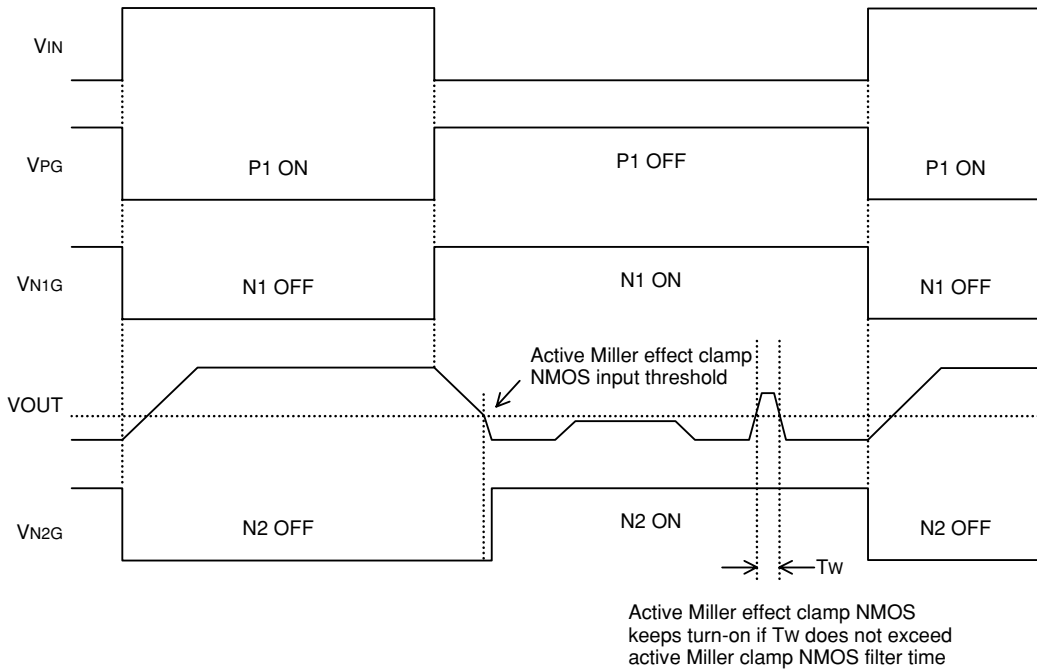 VIN
VPG
P1 ON
P1 OFF
P1 ON
VN1G
N1 OFF
N1 ON
N1 OFF
Active Miller effect clamp
NMOS input threshold
VOUT
VN2G
N2 OFF
N2 ON
N2 OFF
TW
Active Miller effect clamp NMOS
keeps turn-on if TW does not exceed
active Miller clamp NMOS filter time